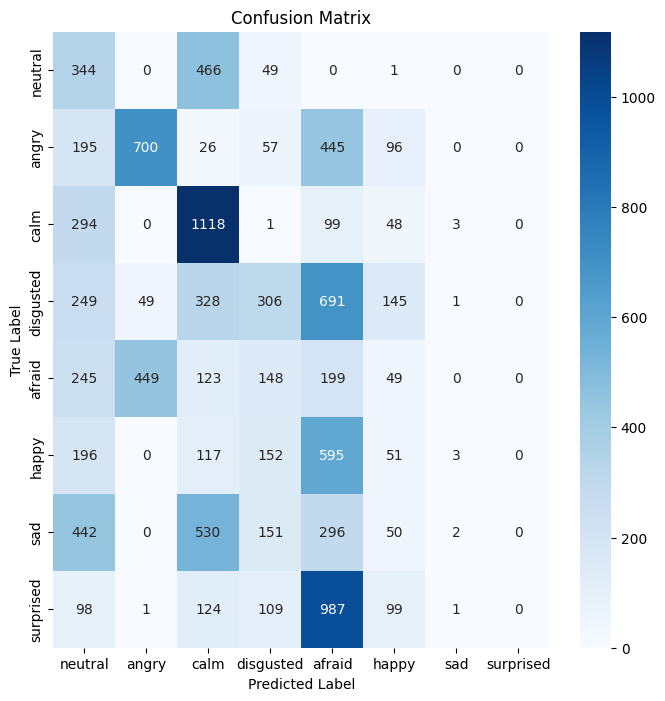 Confusion Matrix
True Label
neutral 344 0 466 49 0 1 0 0
angry 195 700 26 57 445 96 0 0
calm 294 0 1118 1 99 48 3 0
disgusted 249 49 328 306 691 145 1 0
afraid 245 449 123 148 199 49 0 0
happy 196 0 117 152 595 51 3 0
sad 442 0 530 151 296 50 2 0
surprised 98 1 124 109 987 99 1 0
neutral angry calm disgusted afraid happy sad surprised
Predicted Label
1000
800
600
400
200
0